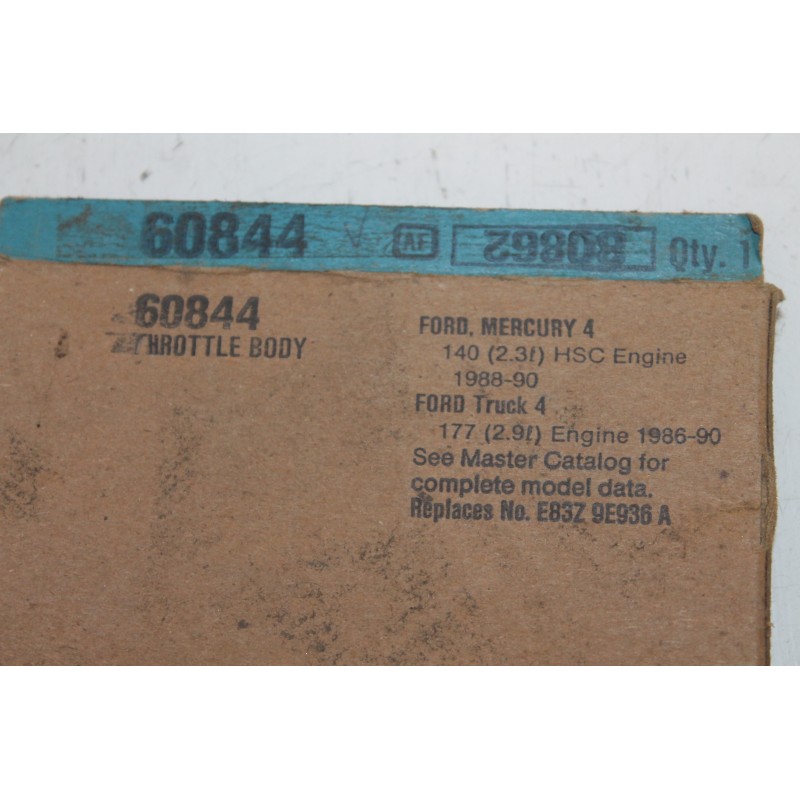 60844 AF 80862 Qty. 1
60844
THROTTLE BODY
FORD, MERCURY 4
140 (2.3ℓ) HSC Engine
1988-90
FORD Truck 4
177 (2.9ℓ) Engine 1986-90
See Master Catalog for
complete model data.
Replaces No. E83Z 9E936 A